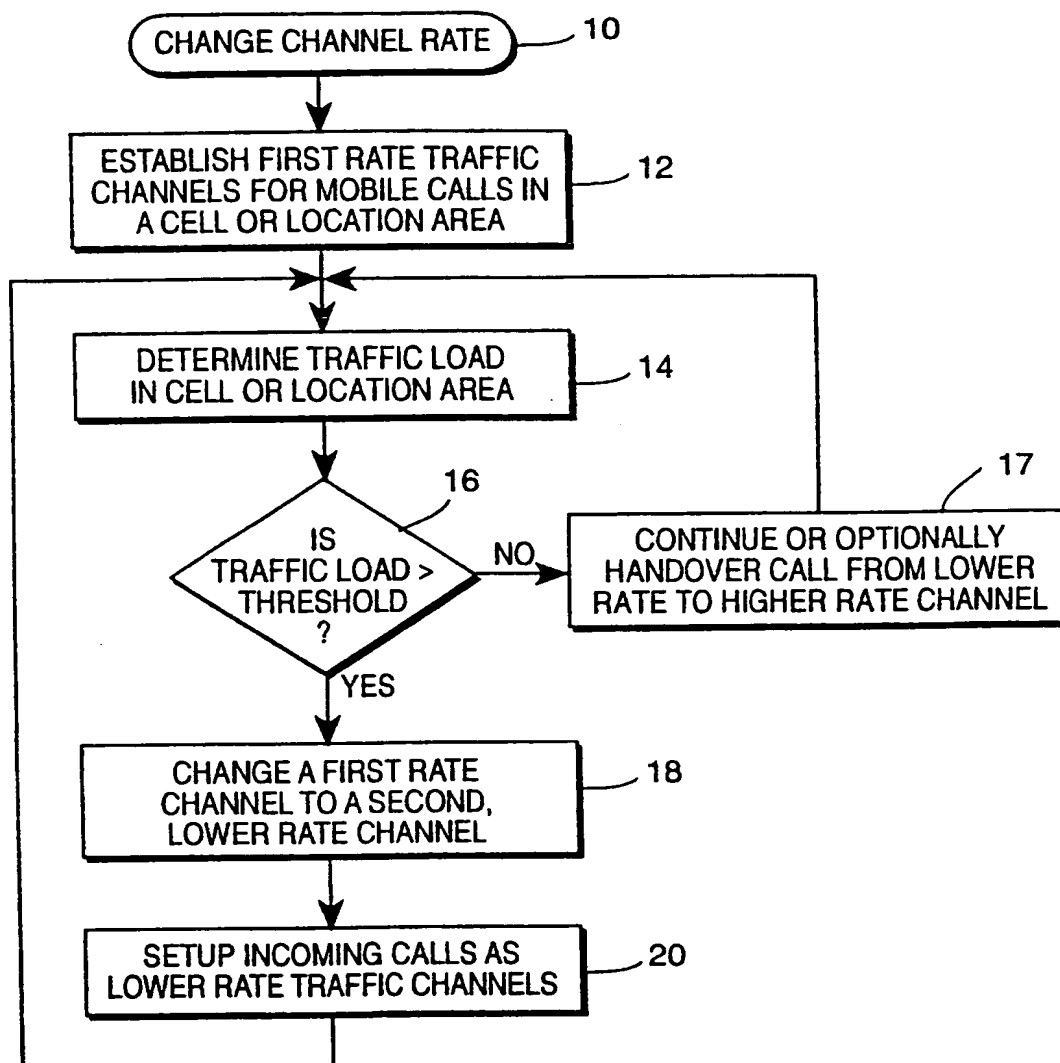 CHANGE CHANNEL RATE
10
ESTABLISH FIRST RATE TRAFFIC
CHANNELS FOR MOBILE CALLS IN
A CELL OR LOCATION AREA
12
DETERMINE TRAFFIC LOAD
IN CELL OR LOCATION AREA
14
IS
TRAFFIC LOAD >
THRESHOLD
?
16
NO
CONTINUE OR OPTIONALLY
HANDOVER CALL FROM LOWER
RATE TO HIGHER RATE CHANNEL
17
YES
CHANGE A FIRST RATE
CHANNEL TO A SECOND,
LOWER RATE CHANNEL
18
SETUP INCOMING CALLS AS
LOWER RATE TRAFFIC CHANNELS
20